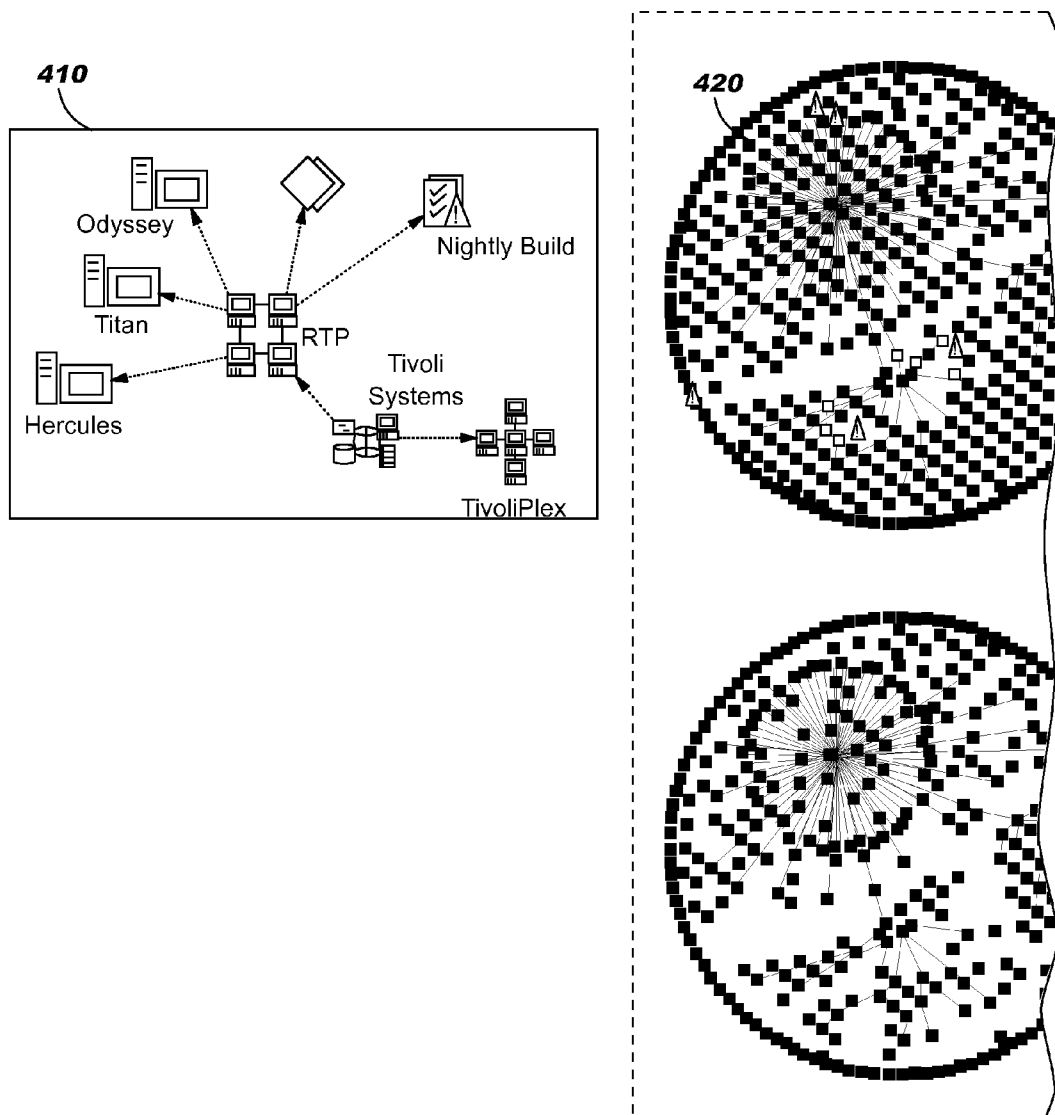 410
420
Odyssey
Nightly Build
Titan
RTP
Tivoli
Systems
Hercules
TivoliPlex